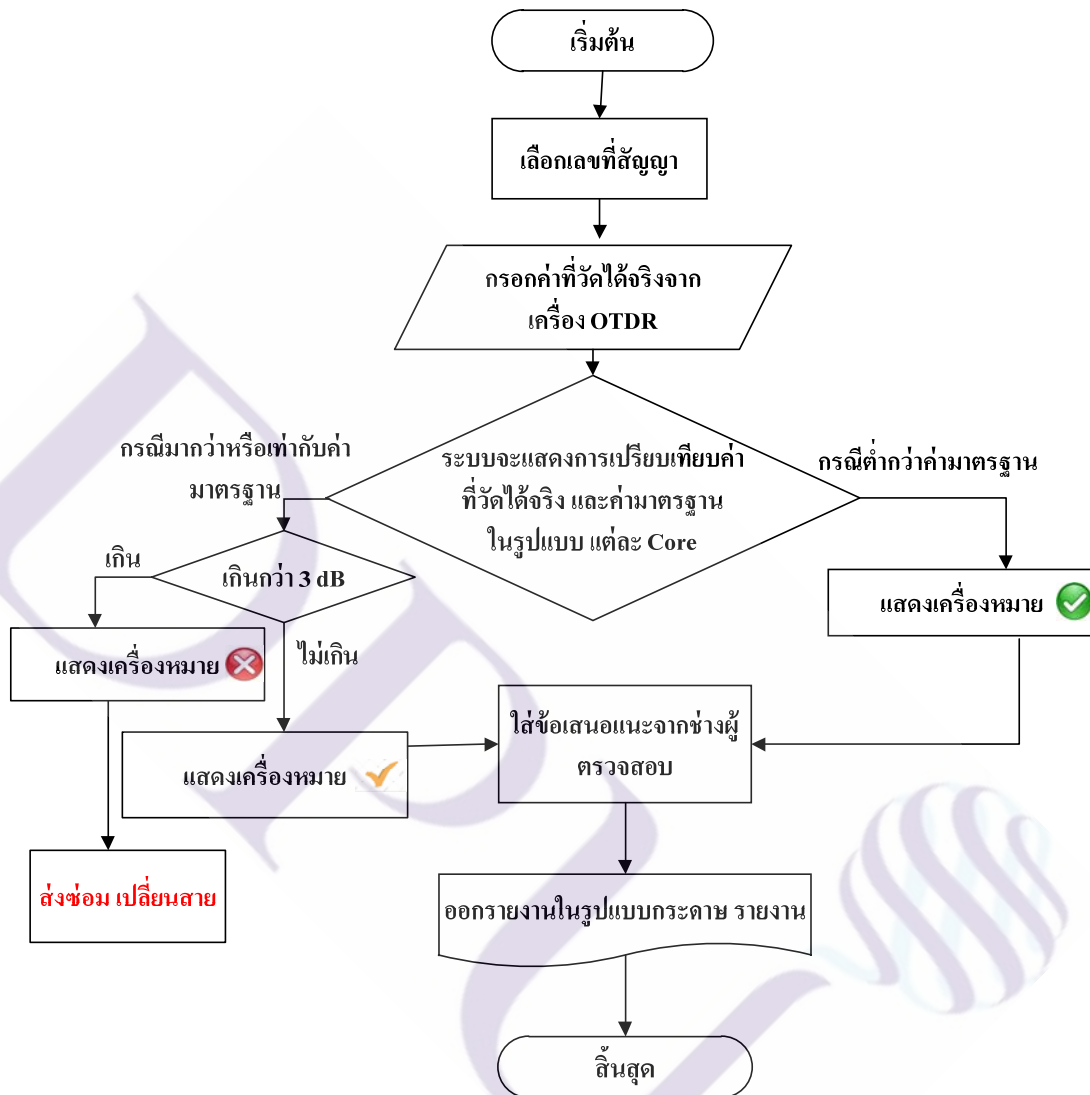 เริ่มต้น
เลือกเลขที่สัญญา
กรอกค่าที่วัดได้จริงจาก
เครื่อง OTDR
กรณีมากว่าหรือเท่ากับค่า
มาตรฐาน
ระบบจะแสดงการเปรียบเทียบค่า
ที่วัดได้จริง และค่ามาตรฐาน
ในรูปแบบ แต่ละ Core
กรณีต่ำกว่าค่ามาตรฐาน
เกิน
เกินกว่า 3 dB
แสดงเครื่องหมาย
แสดงเครื่องหมาย
ไม่เกิน
ใส่ข้อเสนอแนะจากช่างผู้
ตรวจสอบ
แสดงเครื่องหมาย
ส่งซ่อม เปลี่ยนสาย
ออกรายงานในรูปแบบกระดาษ รายงาน
สิ้นสุด
DPU